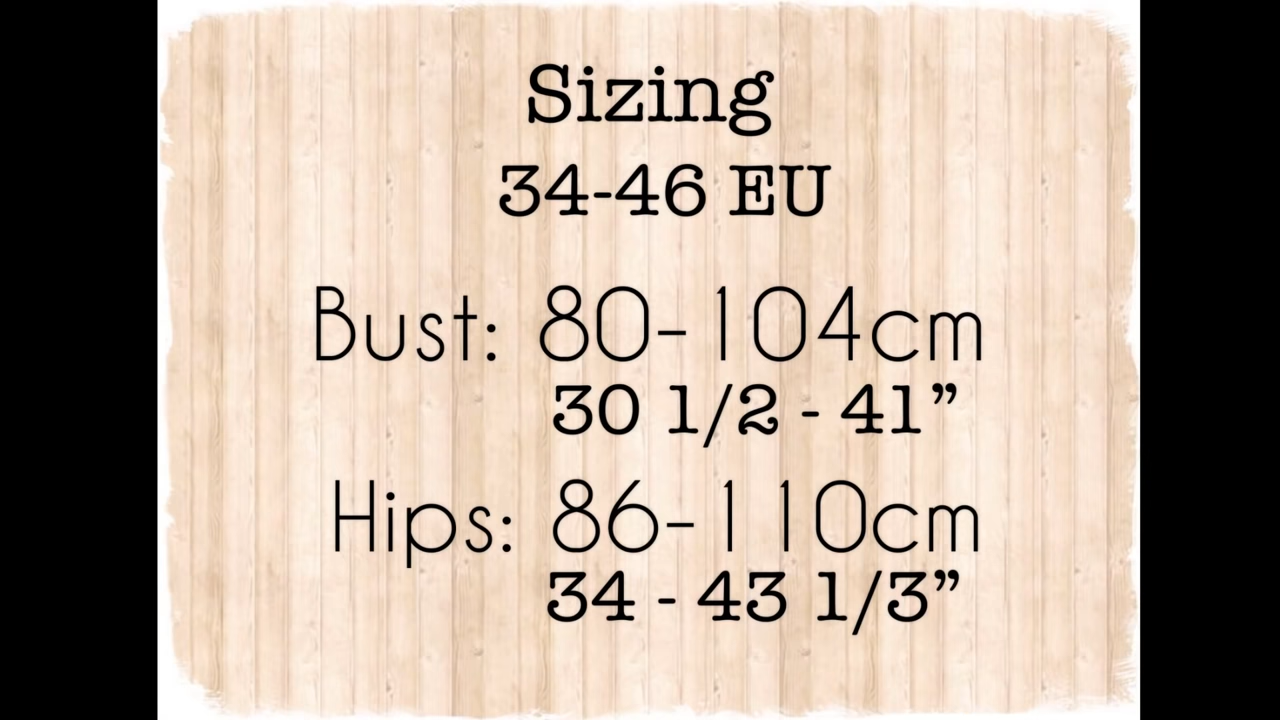 Sizing
34-46 EU
Bust: 80-104cm
30 1/2 - 41”
Hips: 86-110cm
34 - 43 1/3”